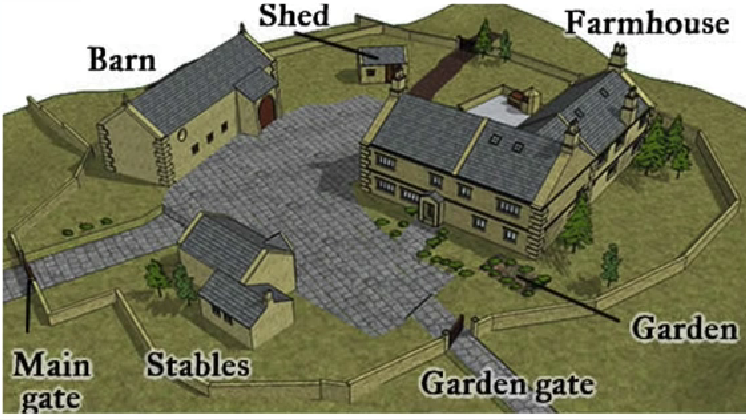 Shed
Farmhouse
Barn
Garden
Main
gate
Stables
Garden gate